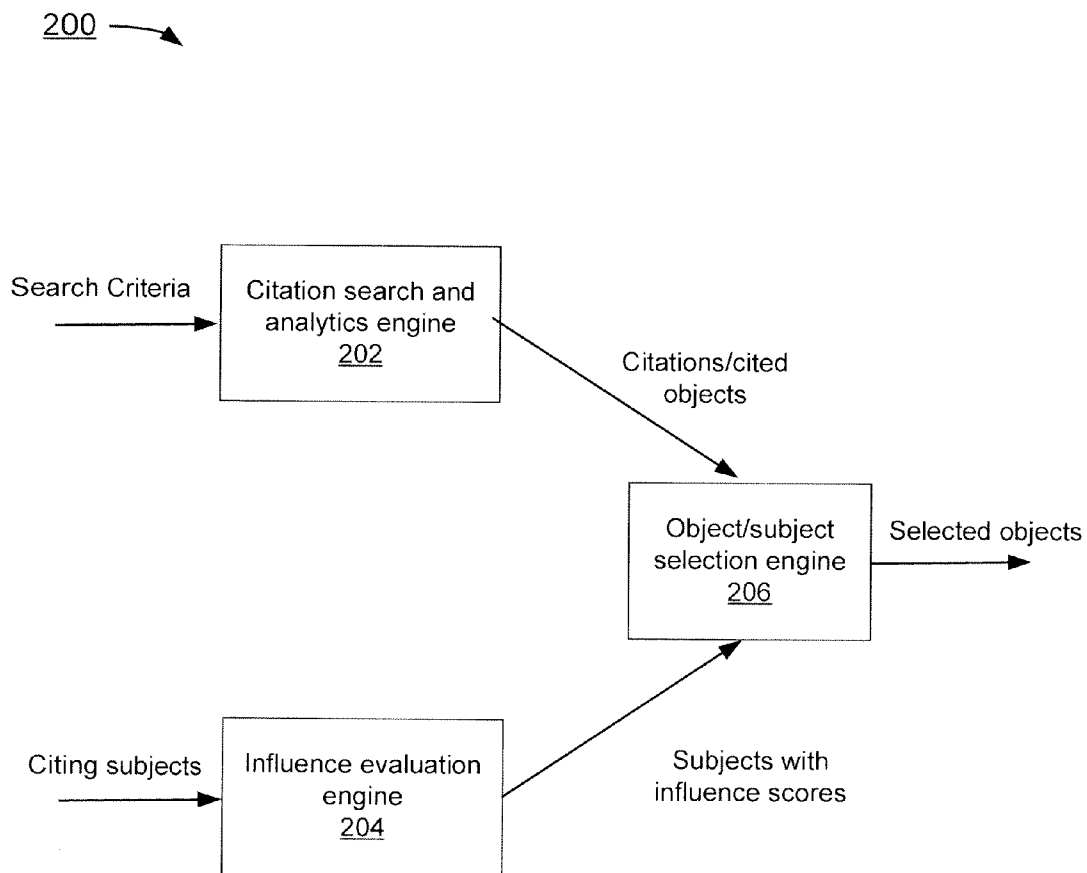 200
Search Criteria
Citation search and
analytics engine
202
Citations/cited
objects
Object/subject
selection engine
206
Selected objects
Citing subjects
Influence evaluation
engine
204
Subjects with
influence scores